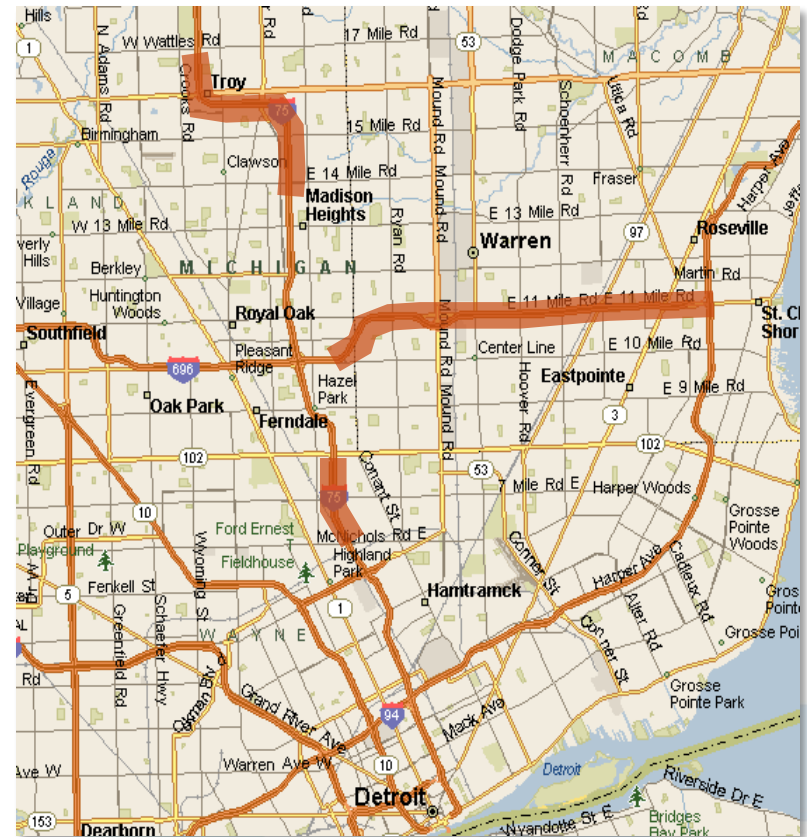 Hills
W Wattles Rd
17 Mile Rd
1
N Adams Rd
53
Dodge Park Rd
MACOMB
Troy
Crooks Rd
75
Mound Rd
Schoenherr Rd
Utica Rd
Birmingham
15 Mile Rd
Rouge
Clawson
E 14 Mile Rd
Fraser
Harper Ave
KLAND
Madison
Heights
Ryan Rd
Mound Rd
E 13 Mile Rd
W 13 Mile Rd
97
Roseville
verly
Hills
Warren
Berkley
MICHIGAN
Martin Rd
Village
Huntington
Woods
E 11 Mile Rd
E 11 Mile Rd
Royal Oak
Mound Rd
St. Cl
Shor
Southfield
Pleasant
Ridge
Center Line
E 10 Mile Rd
696
Hazel
Park
Mound Rd
Hoover Rd
Eastpointe
E 9 Mile Rd
Evergreen Rd
Oak Park
Ferndale
3
102
102
Conant St
53
7 Mile Rd E
Harper Woods
75
10
Grosse
Pointe
Woods
Outer Dr W
Wyoming St
Ford Ernest
Fieldhouse
McNichols Rd E
Highland
Park
Conner St
Playground
Harper Ave
Cadieux Rd
Fenkell St
5
Hamtramck
Gros
Pointe
Greenfield Rd
Schaefer Hwy
1
Alter Rd
WAYNE
Conner St
Grosse Poi
Rd
Grand River Ave
Grosse
Pointe Park
94
Mack Ave
Warren Ave W
10
Detroit
Ave W
Riverside Dr E
Detroit
153
Dearborn
Wyandotte St E
Bridges
Bay Park